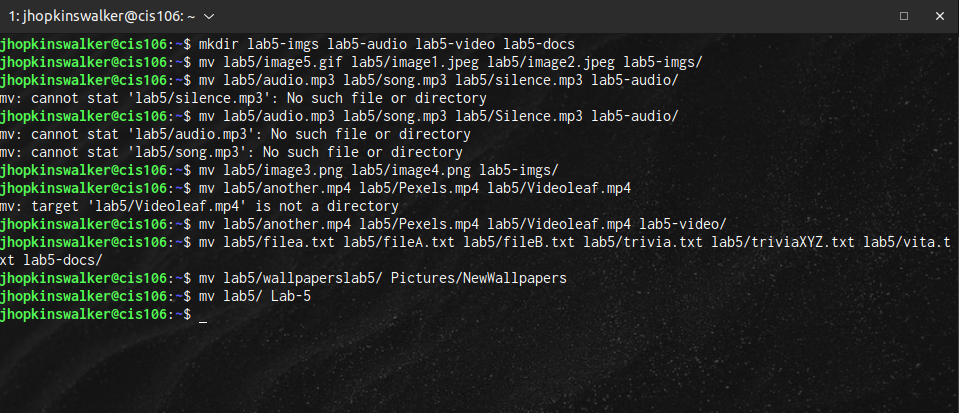 1: jhopkinswalker@cis106: ~
jhopkinswalker@cis106:~$ mkdir lab5-imgs lab5-audio lab5-video lab5-docs
jhopkinswalker@cis106:~$ mv lab5/image5.gif lab5/image1.jpeg lab5/image2.jpeg lab5-imgs/
jhopkinswalker@cis106:~$ mv lab5/audio.mp3 lab5/song.mp3 lab5/silence.mp3 lab5-audio/
mv: cannot stat 'lab5/silence.mp3': No such file or directory
jhopkinswalker@cis106:~$ mv lab5/audio.mp3 lab5/song.mp3 lab5/Silence.mp3 lab5-audio/
mv: cannot stat 'lab5/audio.mp3': No such file or directory
mv: cannot stat 'lab5/song.mp3': No such file or directory
jhopkinswalker@cis106:~$ mv lab5/image3.png lab5/image4.png lab5-imgs/
jhopkinswalker@cis106:~$ mv lab5/another.mp4 lab5/Pexels.mp4 lab5/Videoleaf.mp4
mv: target 'lab5/Videoleaf.mp4' is not a directory
jhopkinswalker@cis106:~$ mv lab5/another.mp4 lab5/Pexels.mp4 lab5/Videoleaf.mp4 lab5-video/
jhopkinswalker@cis106:~$ mv lab5/filea.txt lab5/fileA.txt lab5/fileB.txt lab5/trivia.txt lab5/triviaXYZ.txt lab5/vita.t
xt lab5-docs/
jhopkinswalker@cis106:~$ mv lab5/wallpaperslab5/ Pictures/NewWallpapers
jhopkinswalker@cis106:~$ mv lab5/ Lab-5
jhopkinswalker@cis106:~$ _